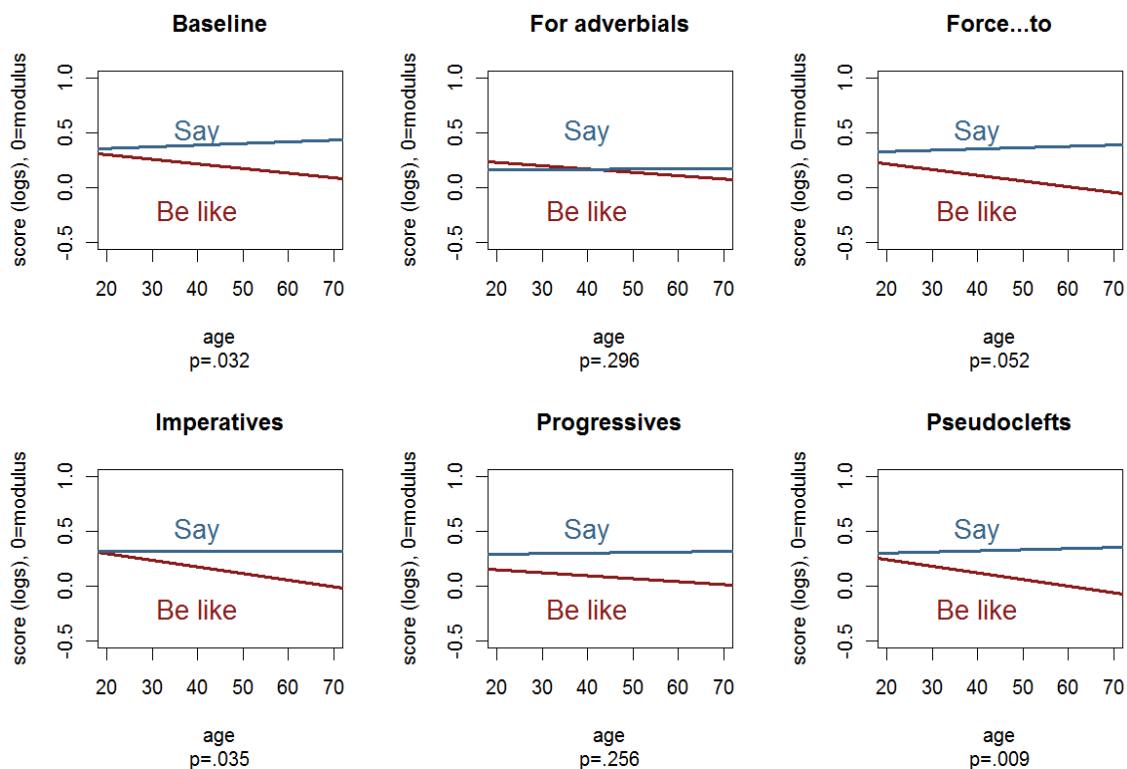 Baseline
score (logs), 0=modulus
1.0
0.5
0.0
-0.5
Say
Be like
20 30 40 50 60 70
age
p=.032
For adverbials
score (logs), 0=modulus
1.0
0.5
0.0
-0.5
Say
Be like
20 30 40 50 60 70
age
p=.296
Force...to
score (logs), 0=modulus
1.0
0.5
0.0
-0.5
Say
Be like
20 30 40 50 60 70
age
p=.052
Imperatives
score (logs), 0=modulus
1.0
0.5
0.0
-0.5
Say
Be like
20 30 40 50 60 70
age
p=.035
Progressives
score (logs), 0=modulus
1.0
0.5
0.0
-0.5
Say
Be like
20 30 40 50 60 70
age
p=.256
Pseudoclefts
score (logs), 0=modulus
1.0
0.5
0.0
-0.5
Say
Be like
20 30 40 50 60 70
age
p=.009